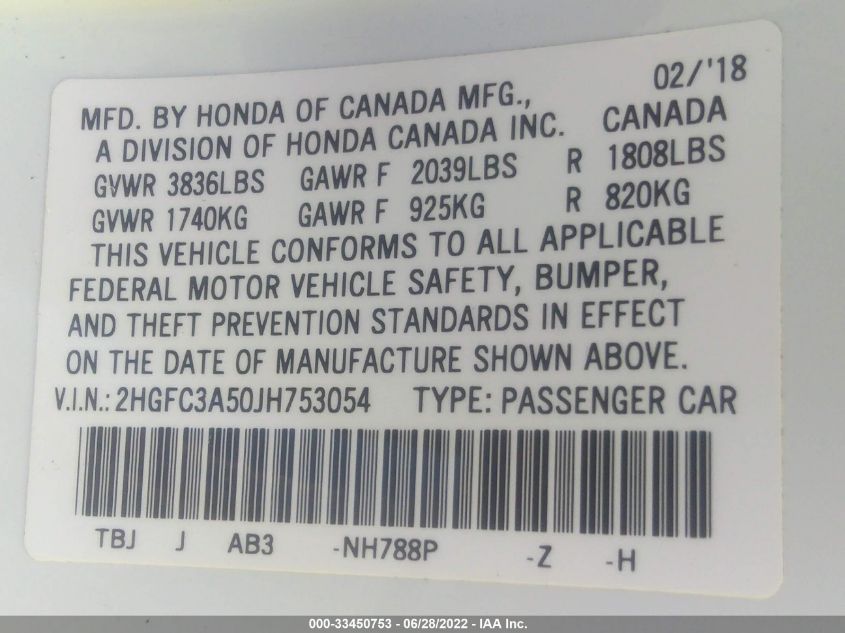 02/'18
MFD. BY HONDA OF CANADA MFG.,
A DIVISION OF HONDA CANADA INC. CANADA
GVWR 3836LBS GAWR F 2039LBS R 1808LBS
GVWR 1740KG GAWR F 925KG R 820KG
THIS VEHICLE CONFORMS TO ALL APPLICABLE
FEDERAL MOTOR VEHICLE SAFETY, BUMPER,
AND THEFT PREVENTION STANDARDS IN EFFECT
ON THE DATE OF MANUFACTURE SHOWN ABOVE.
V.I.N.: 2HGFC3A50JH753054 TYPE: PASSENGER CAR
TBJ J AB3 -NH788P -Z -H
000-33450753 - 06/28/2022 - IAA Inc.